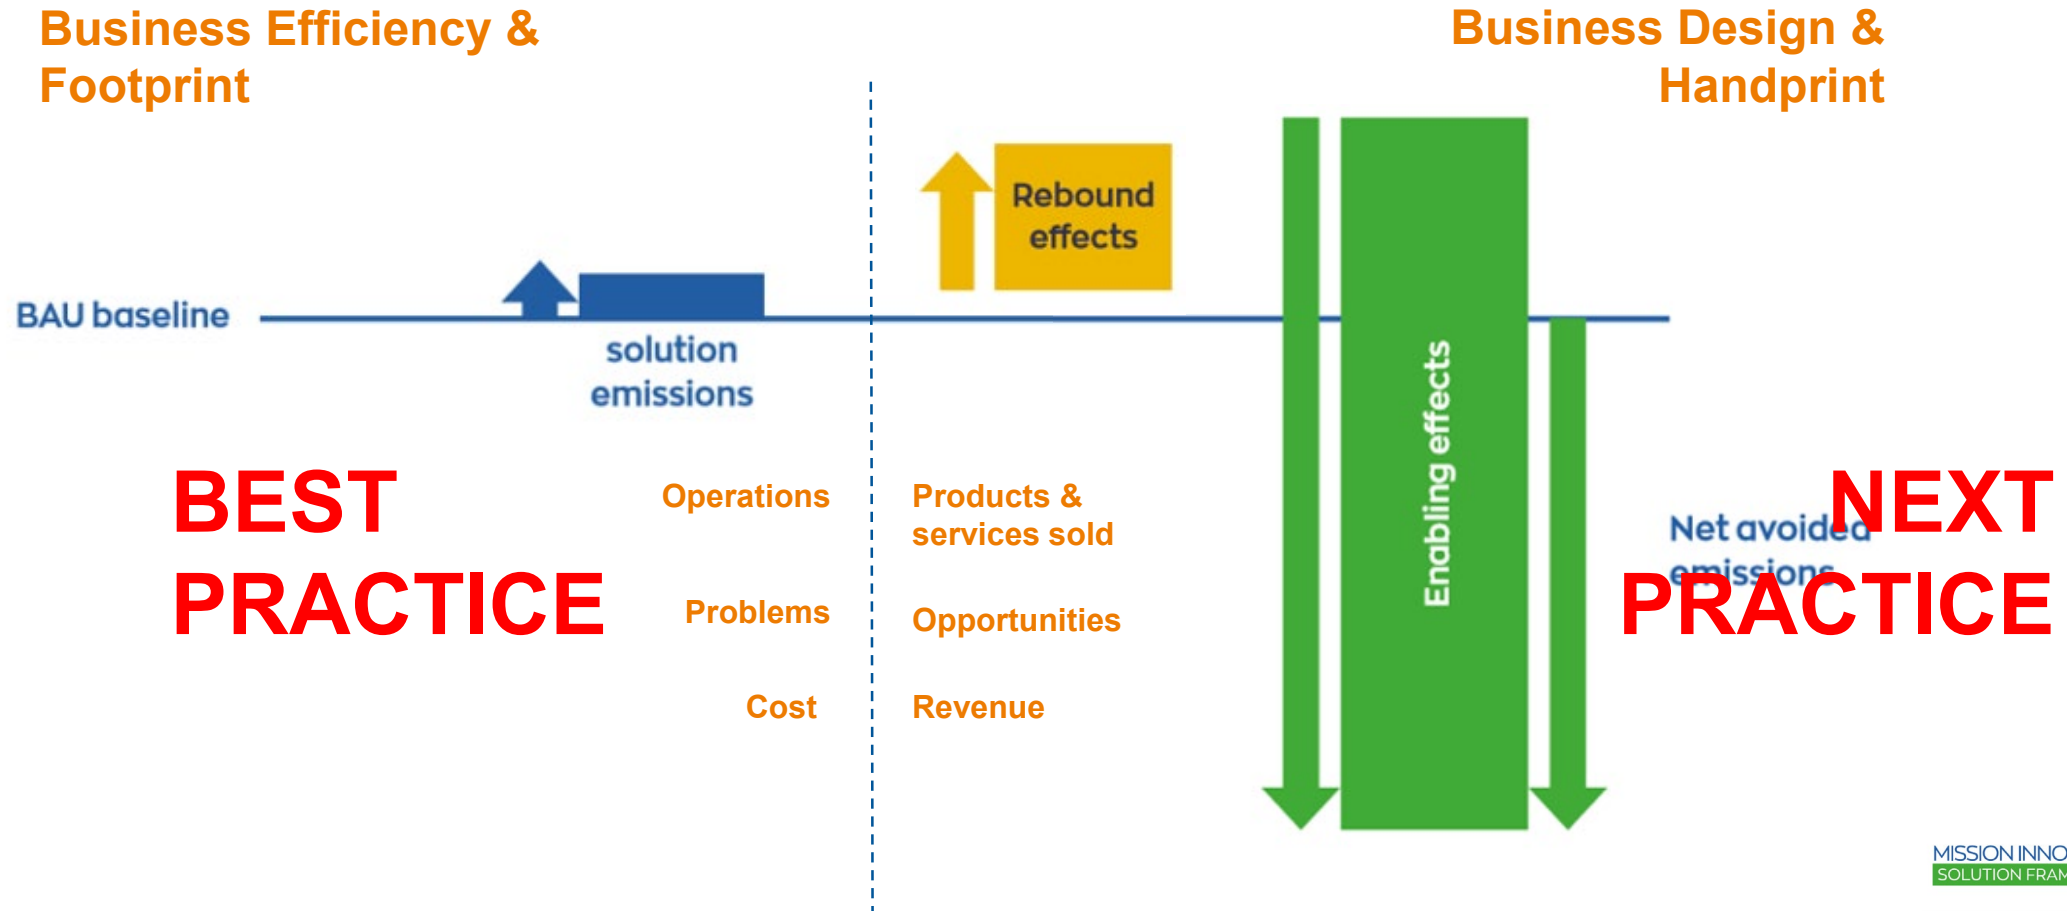 Business Efficiency &
Footprint
Business Design &
Handprint
Rebound
effects
BAU baseline
solution
emissions
Enabling effects
BEST
PRACTICE
Operations
Problems
Cost
Products &
services sold
Opportunities
Revenue
Net avoided
emissions
NEXT
PRACTICE
MISSION INNO
SOLUTION FRAM